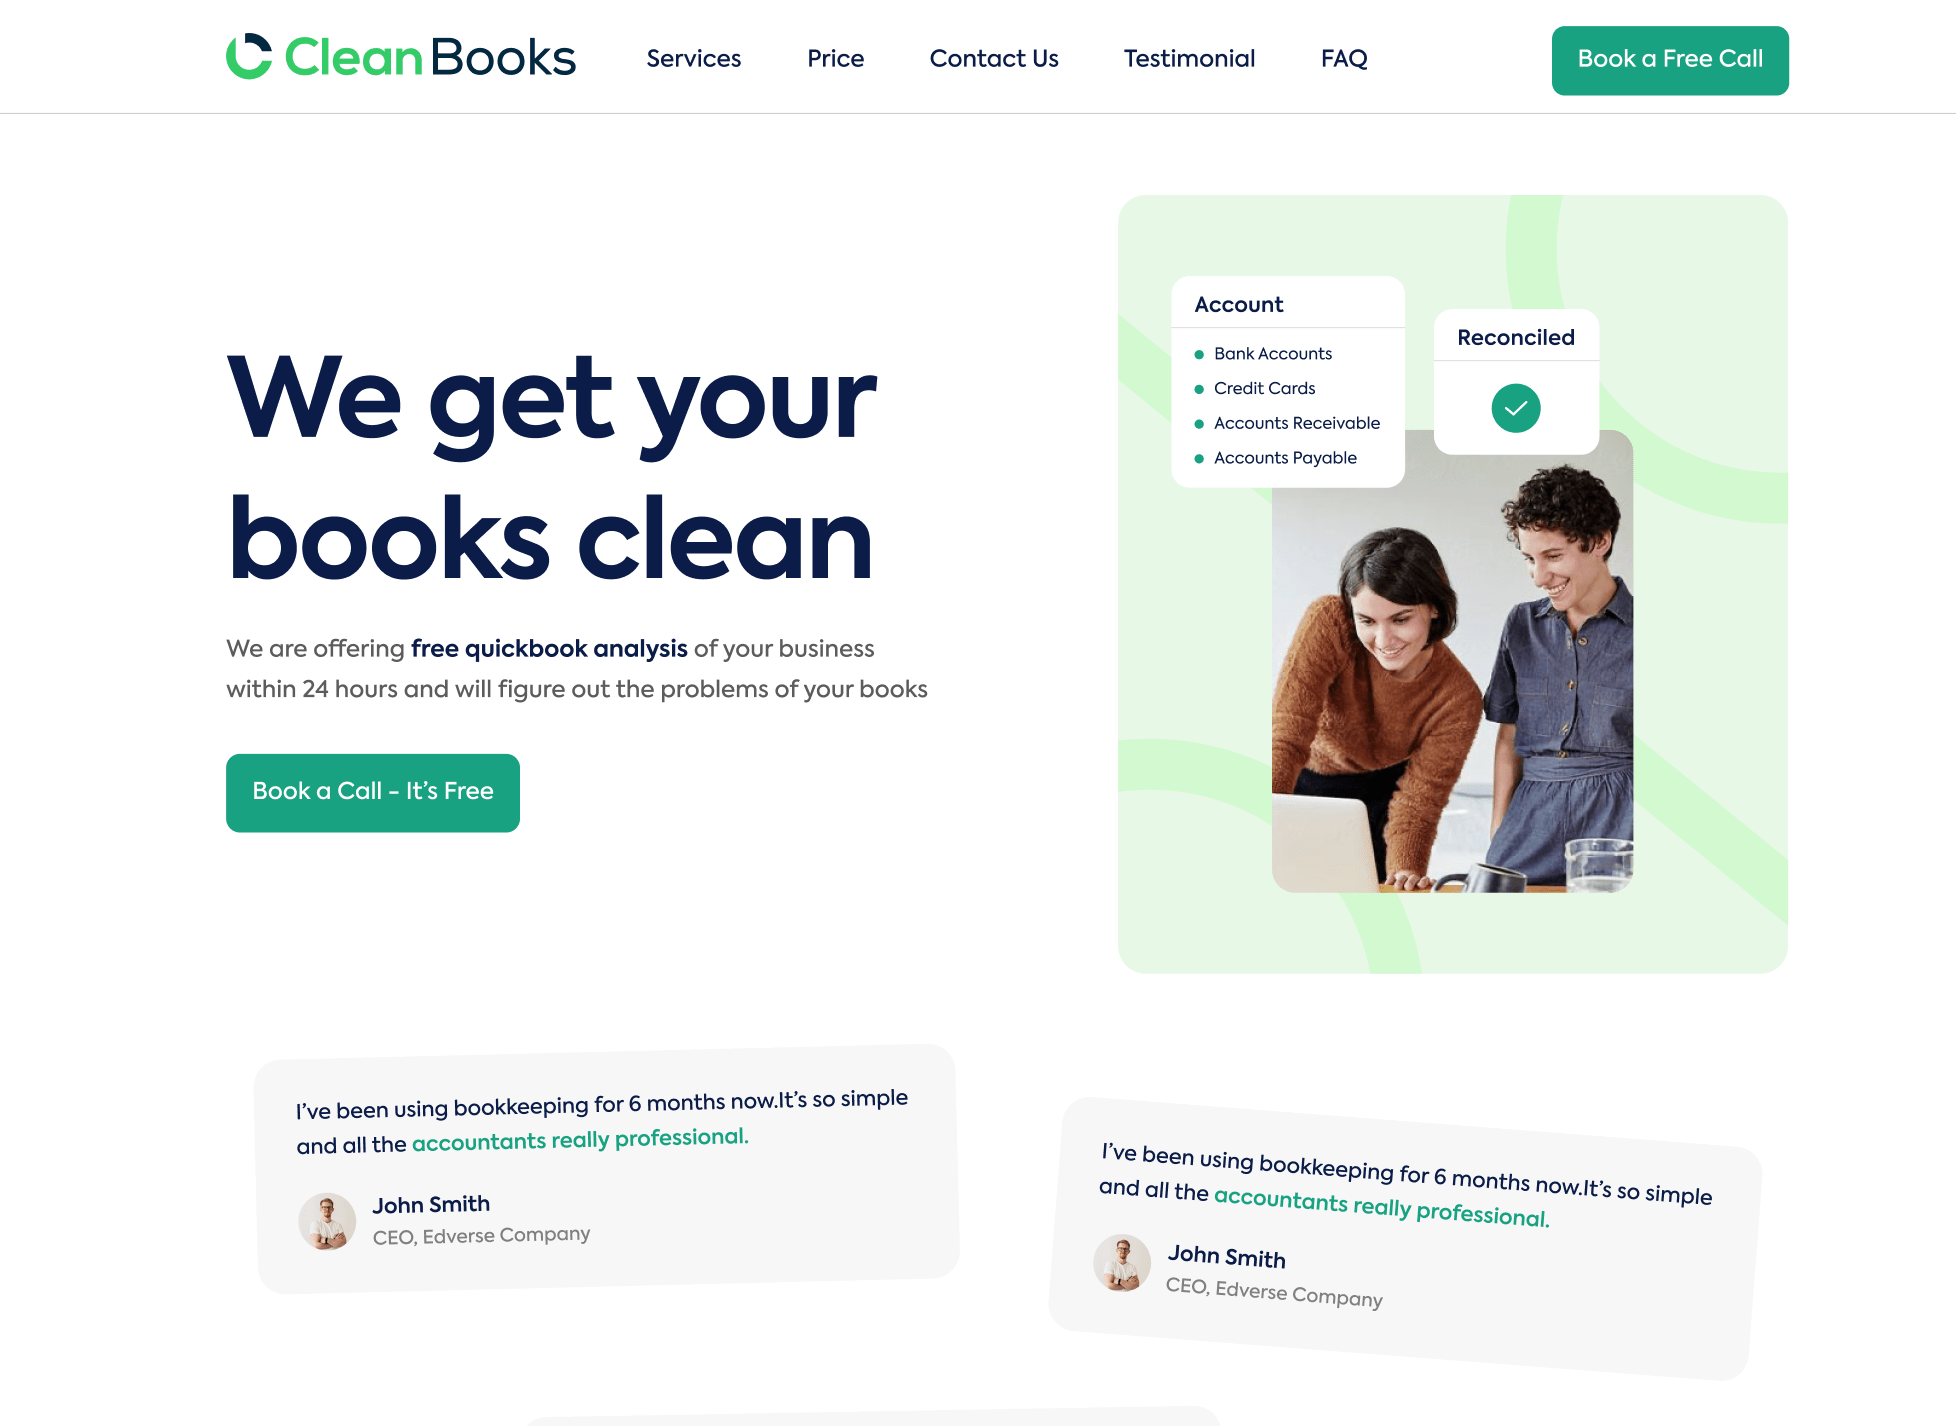 Clean Books
Services
Price
Contact Us
Testimonial
FAQ
Book a Free Call
We get your
books clean
We are offering free quickbook analysis of your business
within 24 hours and will figure out the problems of your books
Book a Call - It’s Free
Account
Bank Accounts
Credit Cards
Accounts Receivable
Accounts Payable
Reconciled
I’ve been using bookkeeping for 6 months now.It’s so simple
and all the accountants really professional.
John Smith
CEO, Edverse Company
I’ve been using bookkeeping for 6 months now.It’s so simple
and all the accountants really professional.
John Smith
CEO, Edverse Company